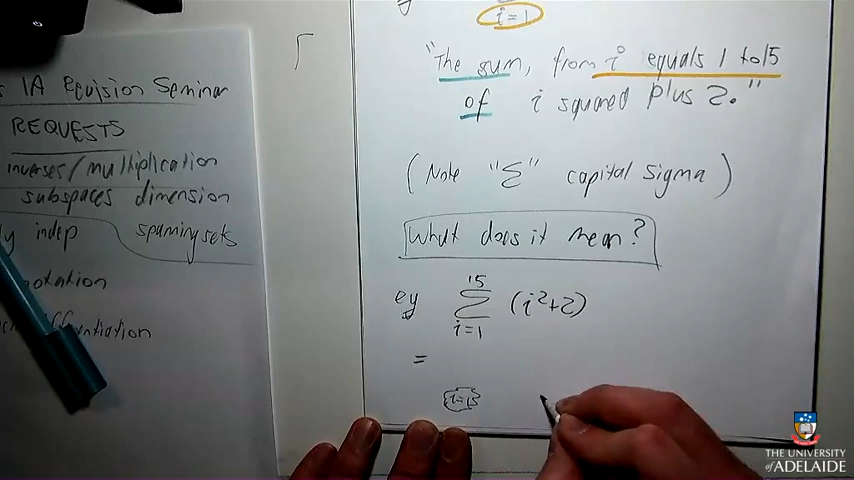 1A Revision Seminar
REQUESTS
inverses/multiplication
subspaces dimension
indep spanning sets
i=1
"The sum, from i equals 1 to 15
of i squared plus 2."
(Note "Σ" capital sigma)
What does it mean?
eg 15
Σ (i²+2)
i=1
=
THE UNIVERSITY
of ADELAIDE